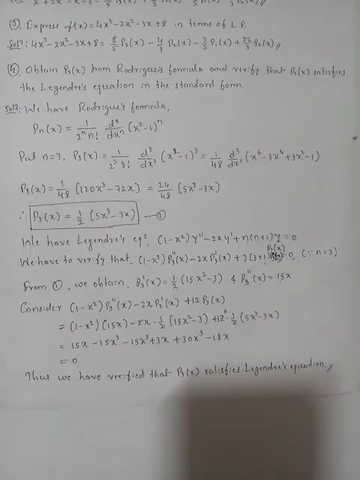 ③ Express f(x)=4x³-2x²-3x+8 in terms of L.P.
Solⁿ: 4x³-2x²-3x+8 = 8/5 P₃(x) - 4/3 P₂(x) - 3/5 P₁(x) + 22/3 P₀(x)
④ Obtain P₃(x) from Rodrigue's formula and verify that P₃(x) satisfies
the Legendre's equation in the standard form.
Solⁿ: We have Rodrigue's formula,
Pₙ(x) = 1/(2ⁿ n!) dⁿ/dxⁿ (x²-1)ⁿ
Put n=3, P₃(x) = 1/(2³ 3!) d³/dx³ (x²-1)³ = 1/48 d³/dx³ (x⁶-3x⁴+3x²-1)
P₃(x) = 1/48 (120x³-72x) = 24/48 (5x³-3x)
∴ P₃(x) = 1/2 (5x³-3x) — ①
We have Legendre's eqⁿ. (1-x²)y''-2xy'+n(n+1)y=0
We have to verify that, (1-x²)P₃''(x)-2xP₃'(x)+3(3+1)P₃(x)=0, (∵ n=3)
From ①, we obtain, P₃'(x)=1/2(15x²-3) & P₃''(x)=15x
Consider (1-x²)P₃''(x)-2xP₃'(x)+12P₃(x)
= (1-x²)(15x)-2x·1/2(15x²-3)+12·1/2(5x³-3x)
= 15x-15x³-15x³+3x+30x³-18x
= 0
Thus we have verified that P₃(x) satisfies Legendre's equation.